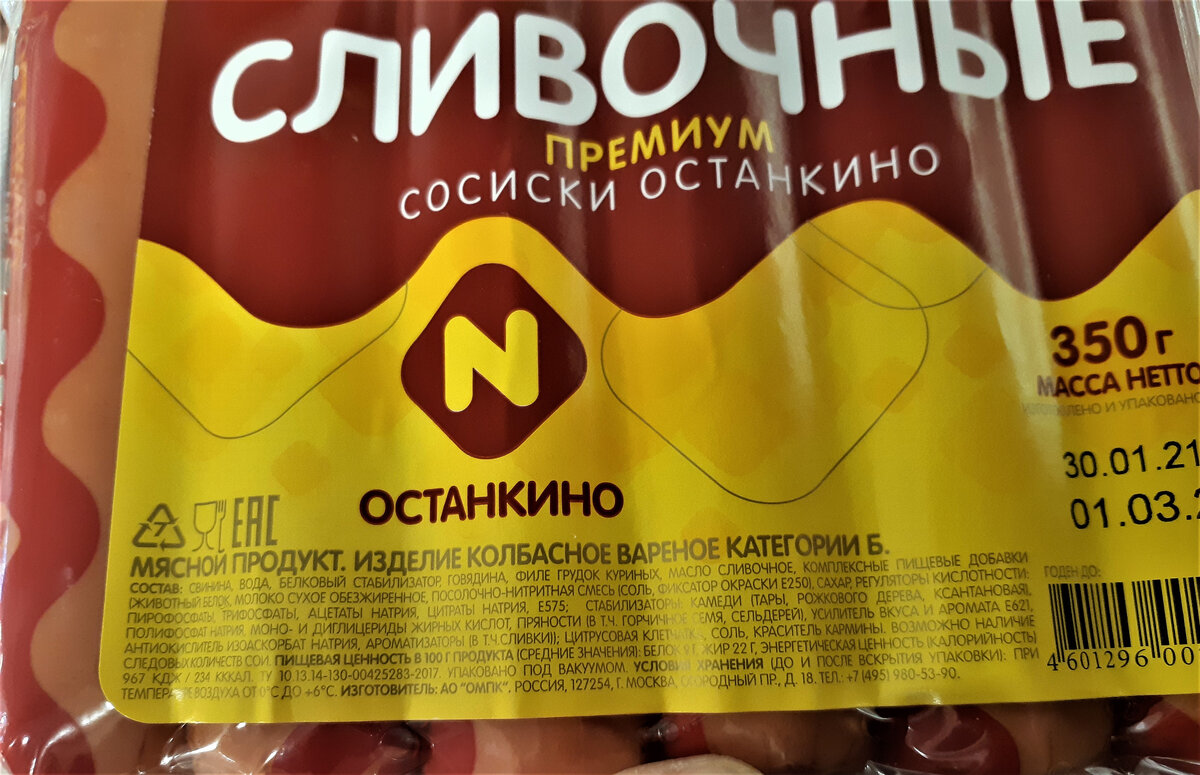 СЛИВОЧНЫЕ
ПРЕМИУМ
СОСИСКИ ОСТАНКИНО
N
ОСТАНКИНО
350 г
МАССА НЕТТО
ИЗГОТОВЛЕНО И УПАКОВАНО
30.01.21
01.03.
ГОДЕН ДО:
EAC
МЯСНОЙ ПРОДУКТ. ИЗДЕЛИЕ КОЛБАСНОЕ ВАРЕНОЕ КАТЕГОРИИ Б.
СОСТАВ: СВИНИНА, ВОДА, БЕЛКОВЫЙ СТАБИЛИЗАТОР, ГОВЯДИНА, ФИЛЕ ГРУДОК КУРИНЫХ, МАСЛО СЛИВОЧНОЕ, КОМПЛЕКСНЫЕ ПИЩЕВЫЕ ДОБАВКИ
(ЖИВОТНЫЙ БЕЛОК, МОЛОКО СУХОЕ ОБЕЗЖИРЕННОЕ, ПОСОЛОЧНО-НИТРИТНАЯ СМЕСЬ (СОЛЬ, ФИКСАТОР ОКРАСКИ Е250), САХАР, РЕГУЛЯТОРЫ КИСЛОТНОСТИ:
ПИРОФОСФАТЫ, ТРИФОСФАТЫ, АЦЕТАТЫ НАТРИЯ, ЦИТРАТЫ НАТРИЯ, Е575; СТАБИЛИЗАТОРЫ: КАМЕДИ (ТАРЫ, РОЖКОВОГО ДЕРЕВА, КСАНТАНОВАЯ),
ПОЛИФОСФАТ НАТРИЯ, МОНО- И ДИГЛИЦЕРИДЫ ЖИРНЫХ КИСЛОТ, ПРЯНОСТИ (В Т.Ч. ГОРЧИЧНОЕ СЕМЯ, СЕЛЬДЕРЕЙ), УСИЛИТЕЛЬ ВКУСА И АРОМАТА Е621,
АНТИОКИСЛИТЕЛЬ ИЗОАСКОРБАТ НАТРИЯ, АРОМАТИЗАТОРЫ (В Т.Ч.СЛИВКИ)); ЦИТРУСОВАЯ КЛЕТЧАТКА, СОЛЬ, КРАСИТЕЛЬ КАРМИНЫ. ВОЗМОЖНО НАЛИЧИЕ
СЛЕДОВЫХ КОЛИЧЕСТВ СОИ. ПИЩЕВАЯ ЦЕННОСТЬ В 100 Г ПРОДУКТА (СРЕДНИЕ ЗНАЧЕНИЯ): БЕЛОК 9 Г, ЖИР 22 Г, ЭНЕРГЕТИЧЕСКАЯ ЦЕННОСТЬ (КАЛОРИЙНОСТЬ)
967 КДЖ / 234 КККАЛ. ТУ 10.13.14-130-00425283-2017. УПАКОВАНО ПОД ВАКУУМОМ. УСЛОВИЯ ХРАНЕНИЯ (ДО И ПОСЛЕ ВСКРЫТИЯ УПАКОВКИ): ПРИ
ТЕМПЕРАТ. ВОЗДУХА ОТ 0°С ДО +6°С. ИЗГОТОВИТЕЛЬ: АО "ОМПК", РОССИЯ, 127254, Г. МОСКВА, ОГОРОДНЫЙ ПР., Д. 18. ТЕЛ.: +7 (495) 980-53-90.
4 601296 00